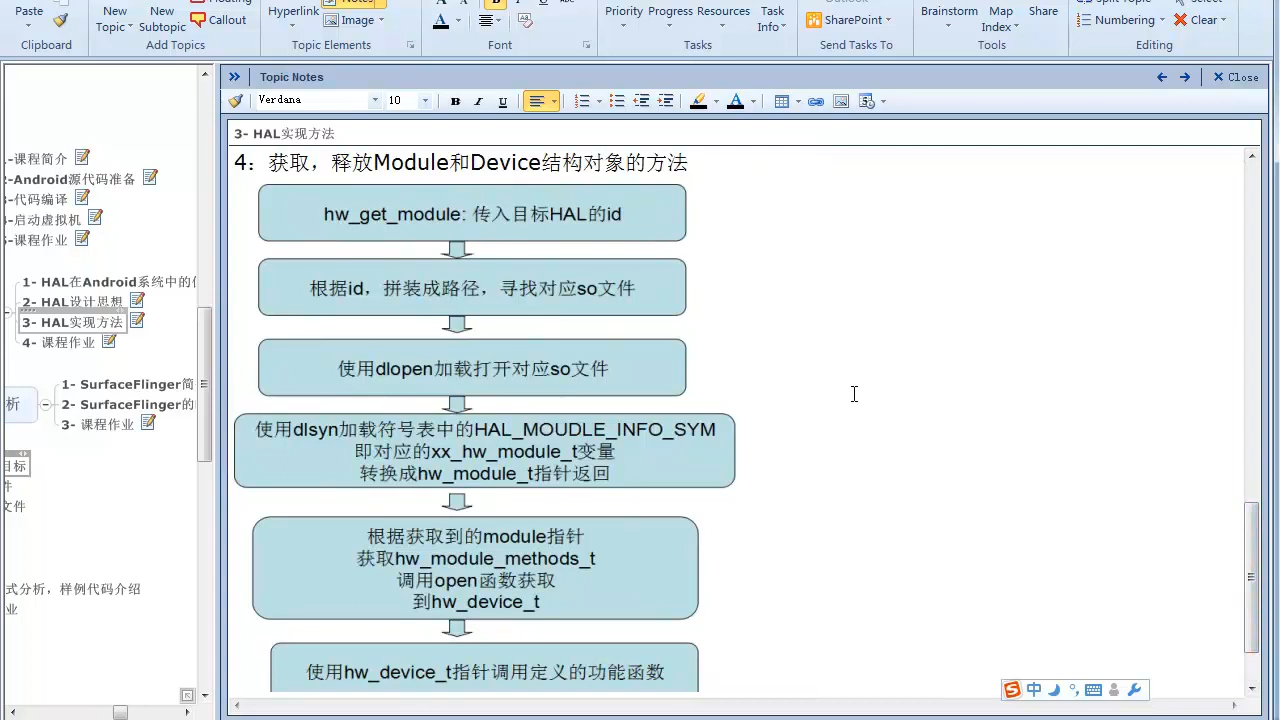 Paste
New
Topic
New
Subtopic
Floating
Callout
Hyperlink
Notes
Image
Priority
Progress
Resources
Task
Info
SharePoint
Brainstorm
Map
Index
Share
Split Topic
Numbering
Select
Clear
Clipboard
Add Topics
Topic Elements
Font
Tasks
Send Tasks To
Tools
Editing
Topic Notes
Close
Verdana
10
B
I
U
3- HAL实现方法
-课程简介
-Android源代码准备
-代码编译
-启动虚拟机
-课程作业
1- HAL在Android系统中的
2- HAL设计思想
3- HAL实现方法
4- 课程作业
析
1- SurfaceFlinger简
2- SurfaceFlinger的
3- 课程作业
目标
件
文件
式分析，样例代码介绍
业
4：获取，释放Module和Device结构对象的方法
hw_get_module: 传入目标HAL的id
根据id，拼装成路径，寻找对应so文件
使用dlopen加载打开对应so文件
使用dlsyn加载符号表中的HAL_MOUDLE_INFO_SYM
即对应的xx_hw_module_t变量
转换成hw_module_t指针返回
根据获取到的module指针
获取hw_module_methods_t
调用open函数获取
到hw_device_t
使用hw_device_t指针调用定义的功能函数
中